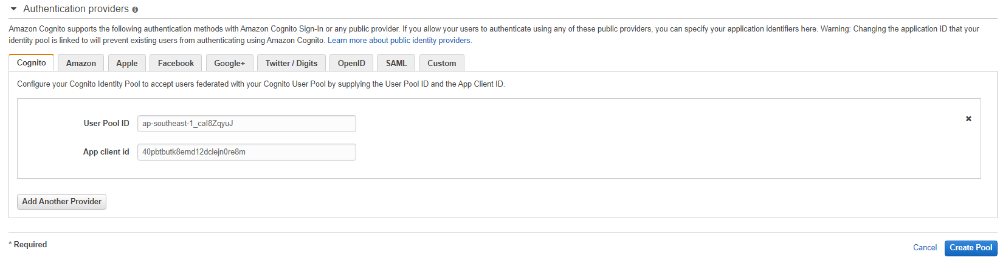 Authentication providers
Amazon Cognito supports the following authentication methods with Amazon Cognito Sign-In or any public provider. If you allow your users to authenticate using any of these public providers, you can specify your application identifiers here. Warning: Changing the application ID that your
identity pool is linked to will prevent existing users from authenticating using Amazon Cognito. Learn more about public identity providers.
Cognito Amazon Apple Facebook Google+ Twitter / Digits OpenID SAML Custom
Configure your Cognito Identity Pool to accept users federated with your Cognito User Pool by supplying the User Pool ID and the App Client ID.
User Pool ID ap-southeast-1_cal8ZqyuJ
App client id 40pbtbutk8emd12dclejn0re8m
Add Another Provider
* Required
Cancel Create Pool